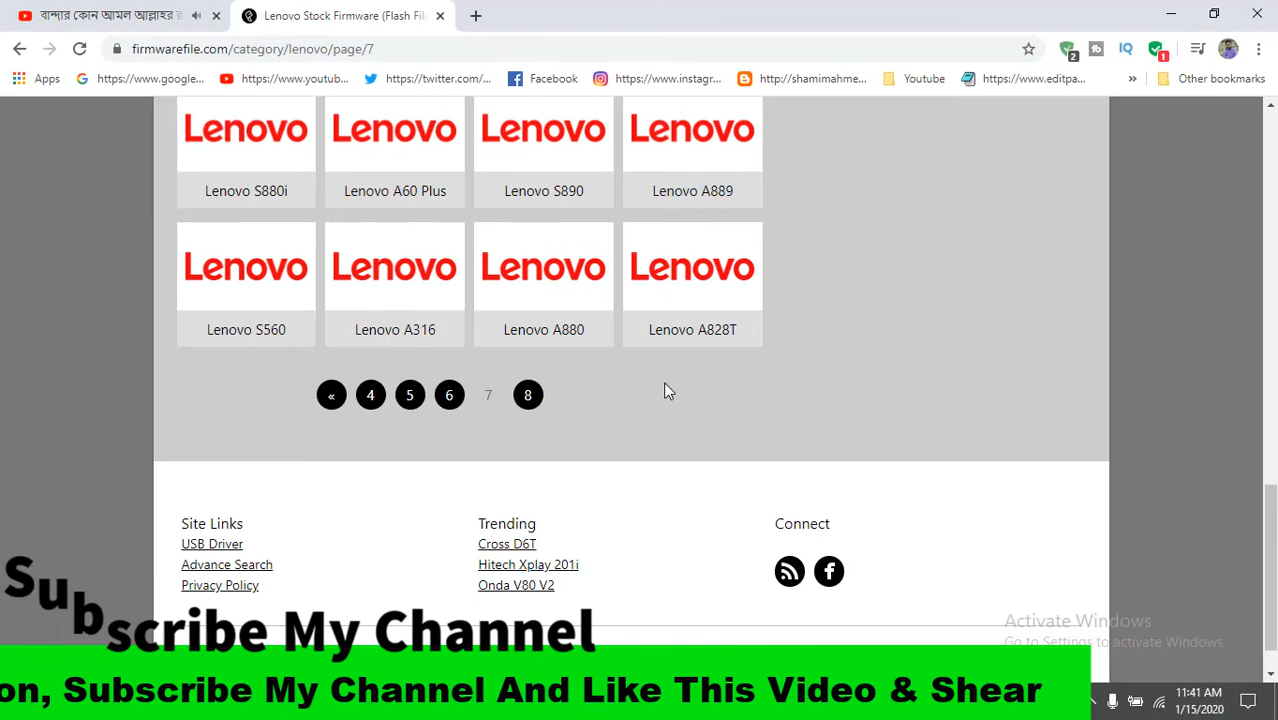 বান্দার কোন আমল আল্লাহর র
Lenovo Stock Firmware (Flash File
firmwarefile.com/category/lenovo/page/7
2
1
Apps
https://www.google...
https://www.youtub...
https://twitter.com/...
Facebook
https://www.instagr...
http://shamimahme...
Youtube
https://www.editpa...
»
Other bookmarks
Lenovo Lenovo Lenovo Lenovo
Lenovo S880i
Lenovo A60 Plus
Lenovo S890
Lenovo A889
Lenovo Lenovo Lenovo Lenovo
Lenovo S560
Lenovo A316
Lenovo A880
Lenovo A828T
« 4 5 6 7 8
Site Links
USB Driver
Advance Search
Privacy Policy
Trending
Cross D6T
Hitech Xplay 201i
Onda V80 V2
Connect
Subscribe My Channel
Activate Windows
Go to Settings to activate Windows.
on, Subscribe My Channel And Like This Video & Shear
11:41 AM
1/15/2020